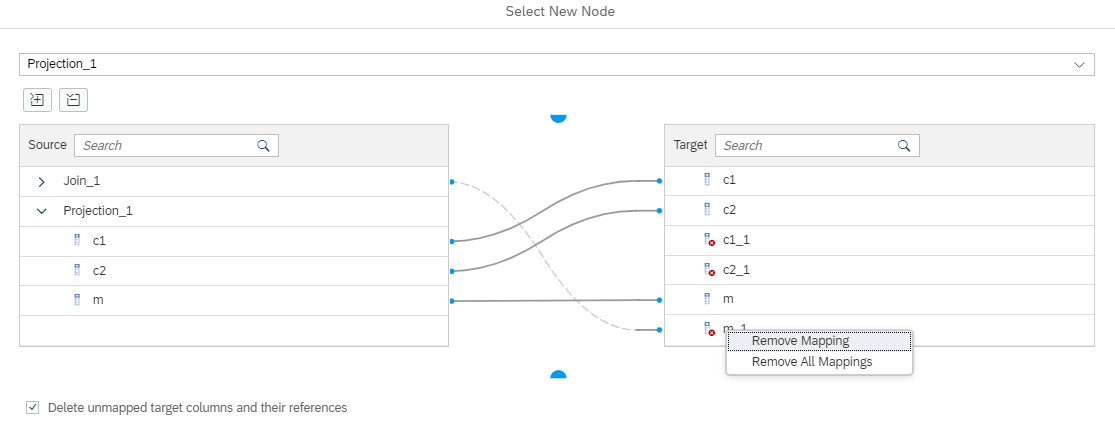 Select New Node
Projection_1
Source Search
Target Search
Join_1
c1
Projection_1
c2
c1
c1_1
c2
c2_1
m
m
m_1
Remove Mapping
Remove All Mappings
Delete unmapped target columns and their references